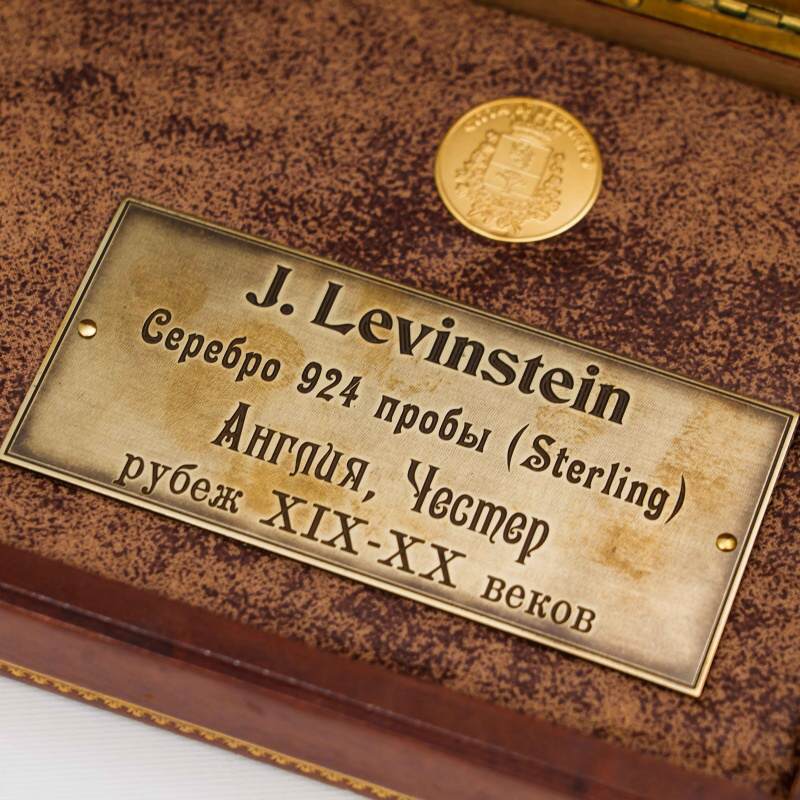 J. Levinstein
Серебро 924 пробы (Sterling)
Англия, Честер
рубеж XIX-XX веков